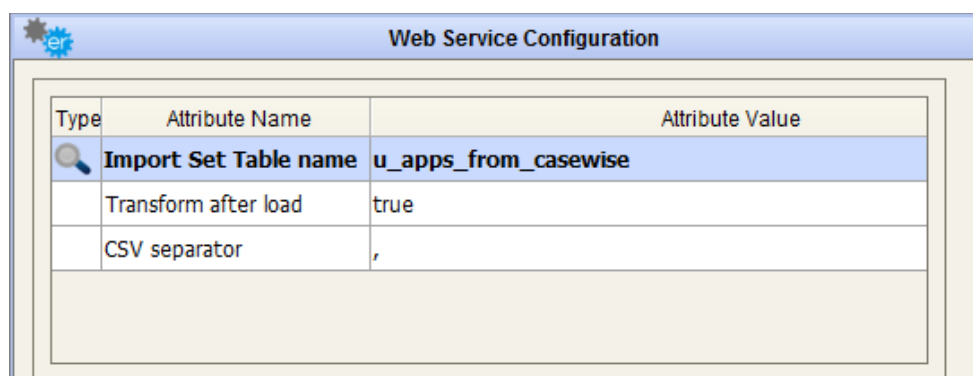 er
Web Service Configuration
Type Attribute Name Attribute Value
Import Set Table name u_apps_from_casewise
Transform after load true
CSV separator ,